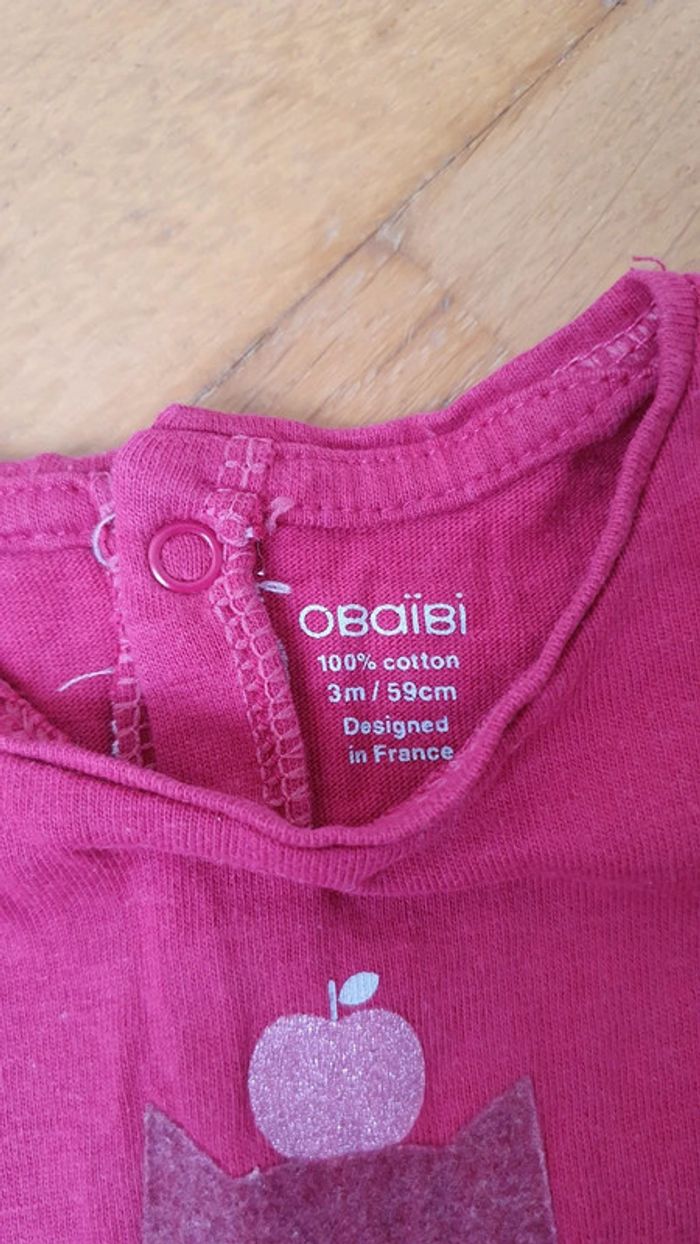 OBaïBi
100% cotton
3m / 59cm
Designed
in France